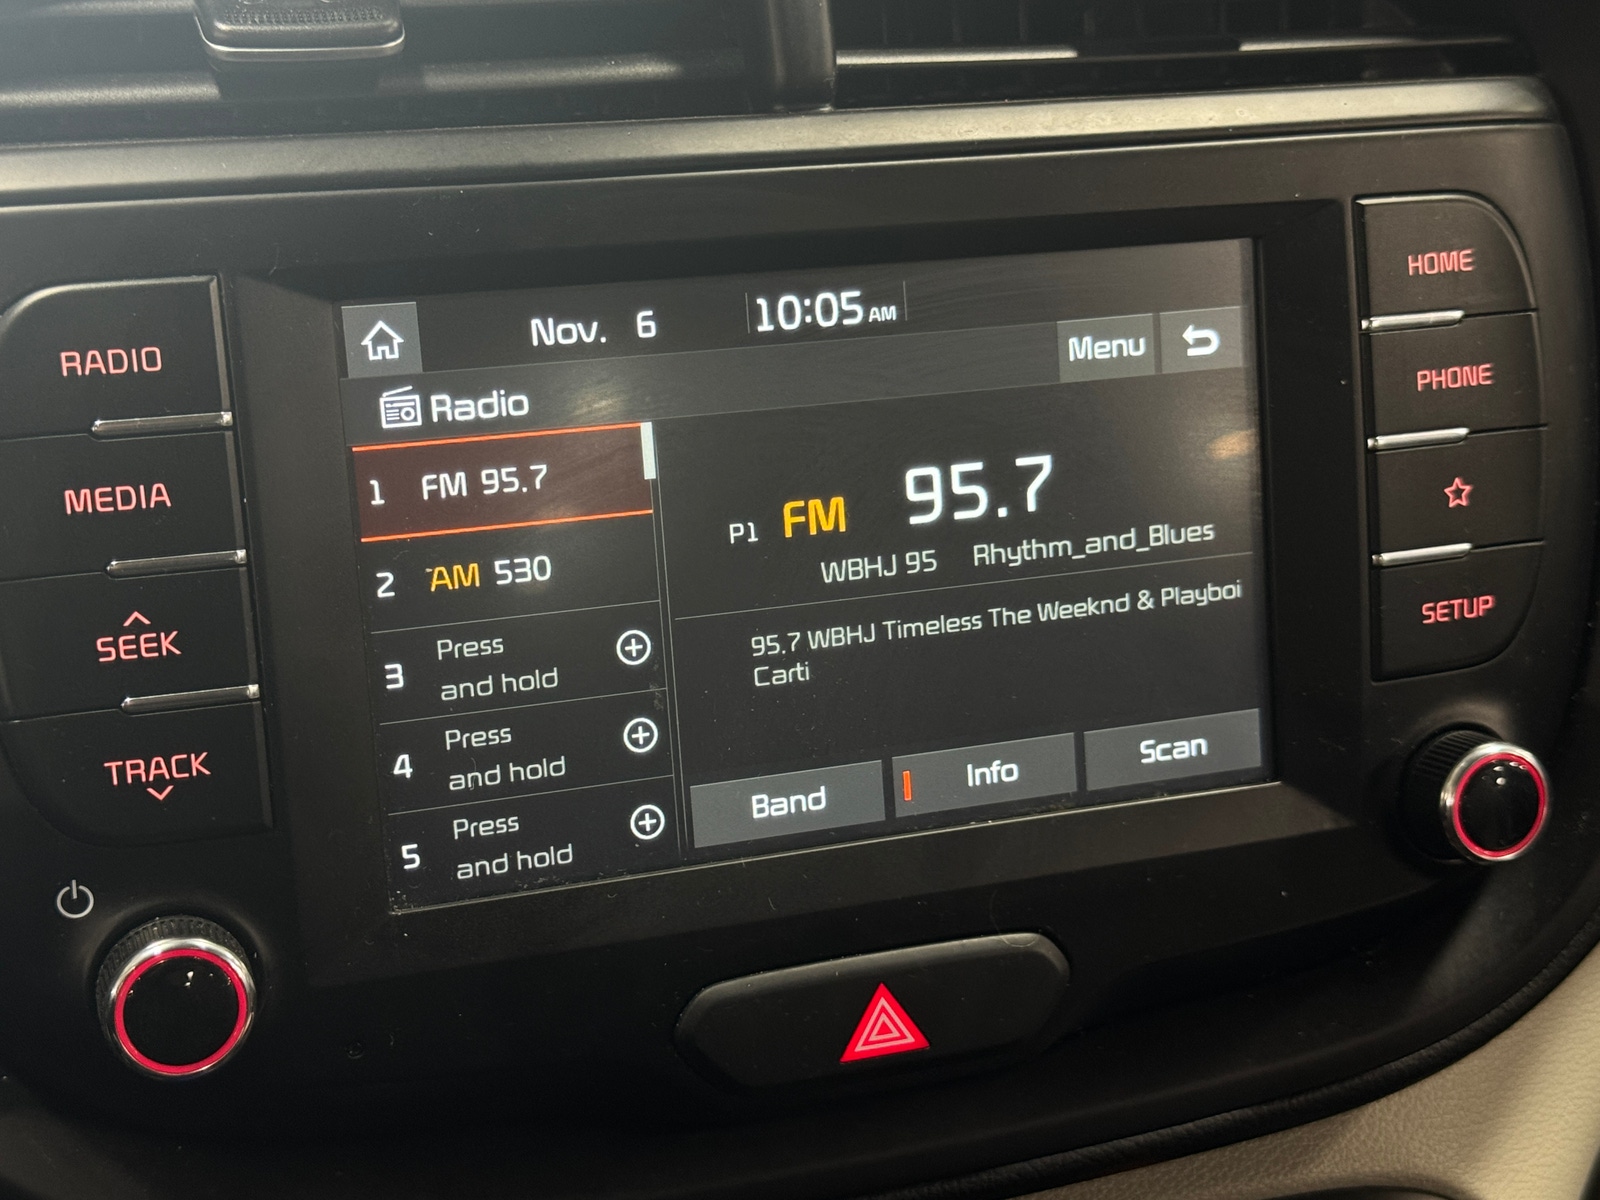 RADIO
MEDIA
SEEK
TRACK
Nov. 6 10:05 AM
Menu
Radio
1 FM 95.7
2 AM 530
3 Press
and hold
4 Press
and hold
5 Press
and hold
P1 FM 95.7
WBHJ 95 Rhythm_and_Blues
95.7 WBHJ Timeless The Weeknd & Playboi
Carti
Band Info Scan
HOME
PHONE
SETUP